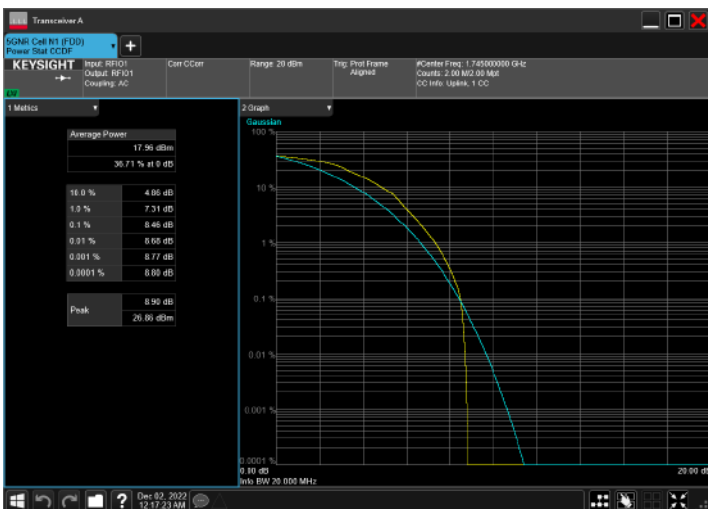 Transceiver A
5GNR Cell N1 (FDD)
Power Stat CCDF
KEYSIGHT
Input: RFIO1
Output: RFIO1
Coupling: AC
Corr CCorr
Range: 20 dBm
Trig: Prot Frame
Aligned
#Center Freq: 1.745000000 GHz
Counts: 2.00 M/2.00 Mpt
CC Info: Uplink, 1 CC
1 Metrics
Average Power
17.96 dBm
36.71 % at 0 dB
10.0 % 4.86 dB
1.0 % 7.31 dB
0.1 % 8.46 dB
0.01 % 8.68 dB
0.001 % 8.77 dB
0.0001 % 8.80 dB
Peak 8.90 dB
26.86 dBm
2 Graph
Gaussian
100 %
10 %
1 %
0.1 %
0.01 %
0.001 %
0.0001 %
0.00 dB
20.00 dB
Info BW 20.000 MHz
Dec 02, 2022
12:17:23 AM